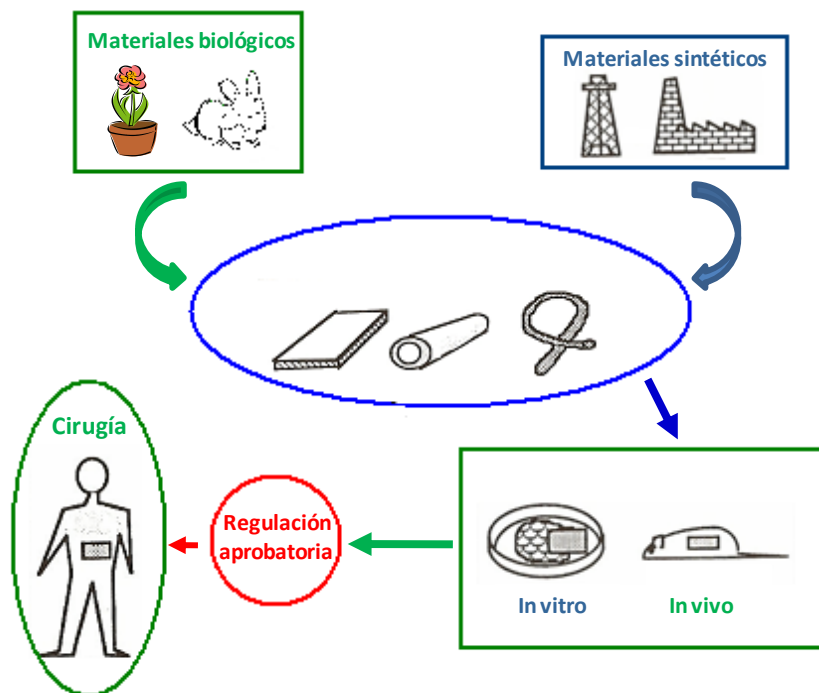 Materiales biológicos
Materiales sintéticos
Cirugía
Regulación
aprobatoria
In vitro
In vivo